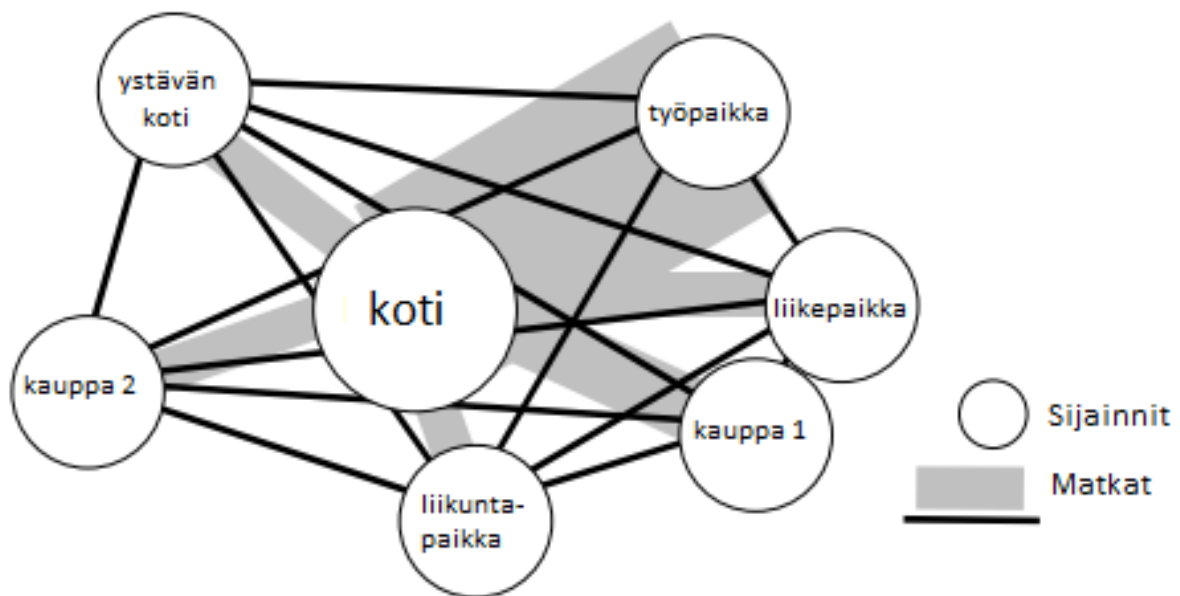 ystävän
koti
työpaikka
koti
liikepaikka
kauppa 2
kauppa 1
liikunta-
paikka
Sijainnit
Matkat